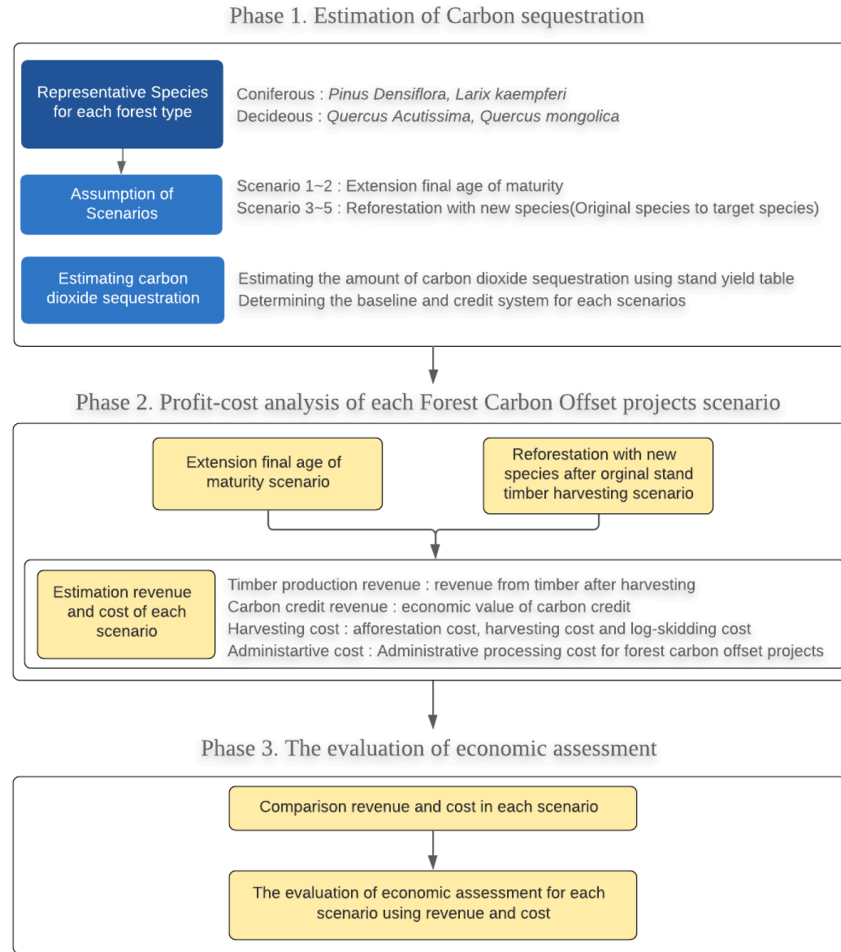 Phase 1. Estimation of Carbon sequestration
Representative Species
for each forest type
Coniferous : Pinus Densiflora, Larix kaempferi
Decideous : Quercus Acutissima, Quercus mongolica
Assumption of
Scenarios
Scenario 1~2 : Extension final age of maturity
Scenario 3~5 : Reforestation with new species(Original species to target species)
Estimating carbon
dioxide sequestration
Estimating the amount of carbon dioxide sequestration using stand yield table
Determining the baseline and credit system for each scenarios
Phase 2. Profit-cost analysis of each Forest Carbon Offset projects scenario
Extension final age of
maturity scenario
Reforestation with new
species after orginal stand
timber harvesting scenario
Estimation revenue
and cost of each
scenario
Timber production revenue : revenue from timber after harvesting
Carbon credit revenue : economic value of carbon credit
Harvesting cost : afforestation cost, harvesting cost and log-skidding cost
Administartive cost : Administrative processing cost for forest carbon offset projects
Phase 3. The evaluation of economic assessment
Comparison revenue and cost in each scenario
The evaluation of economic assessment for each
scenario using revenue and cost